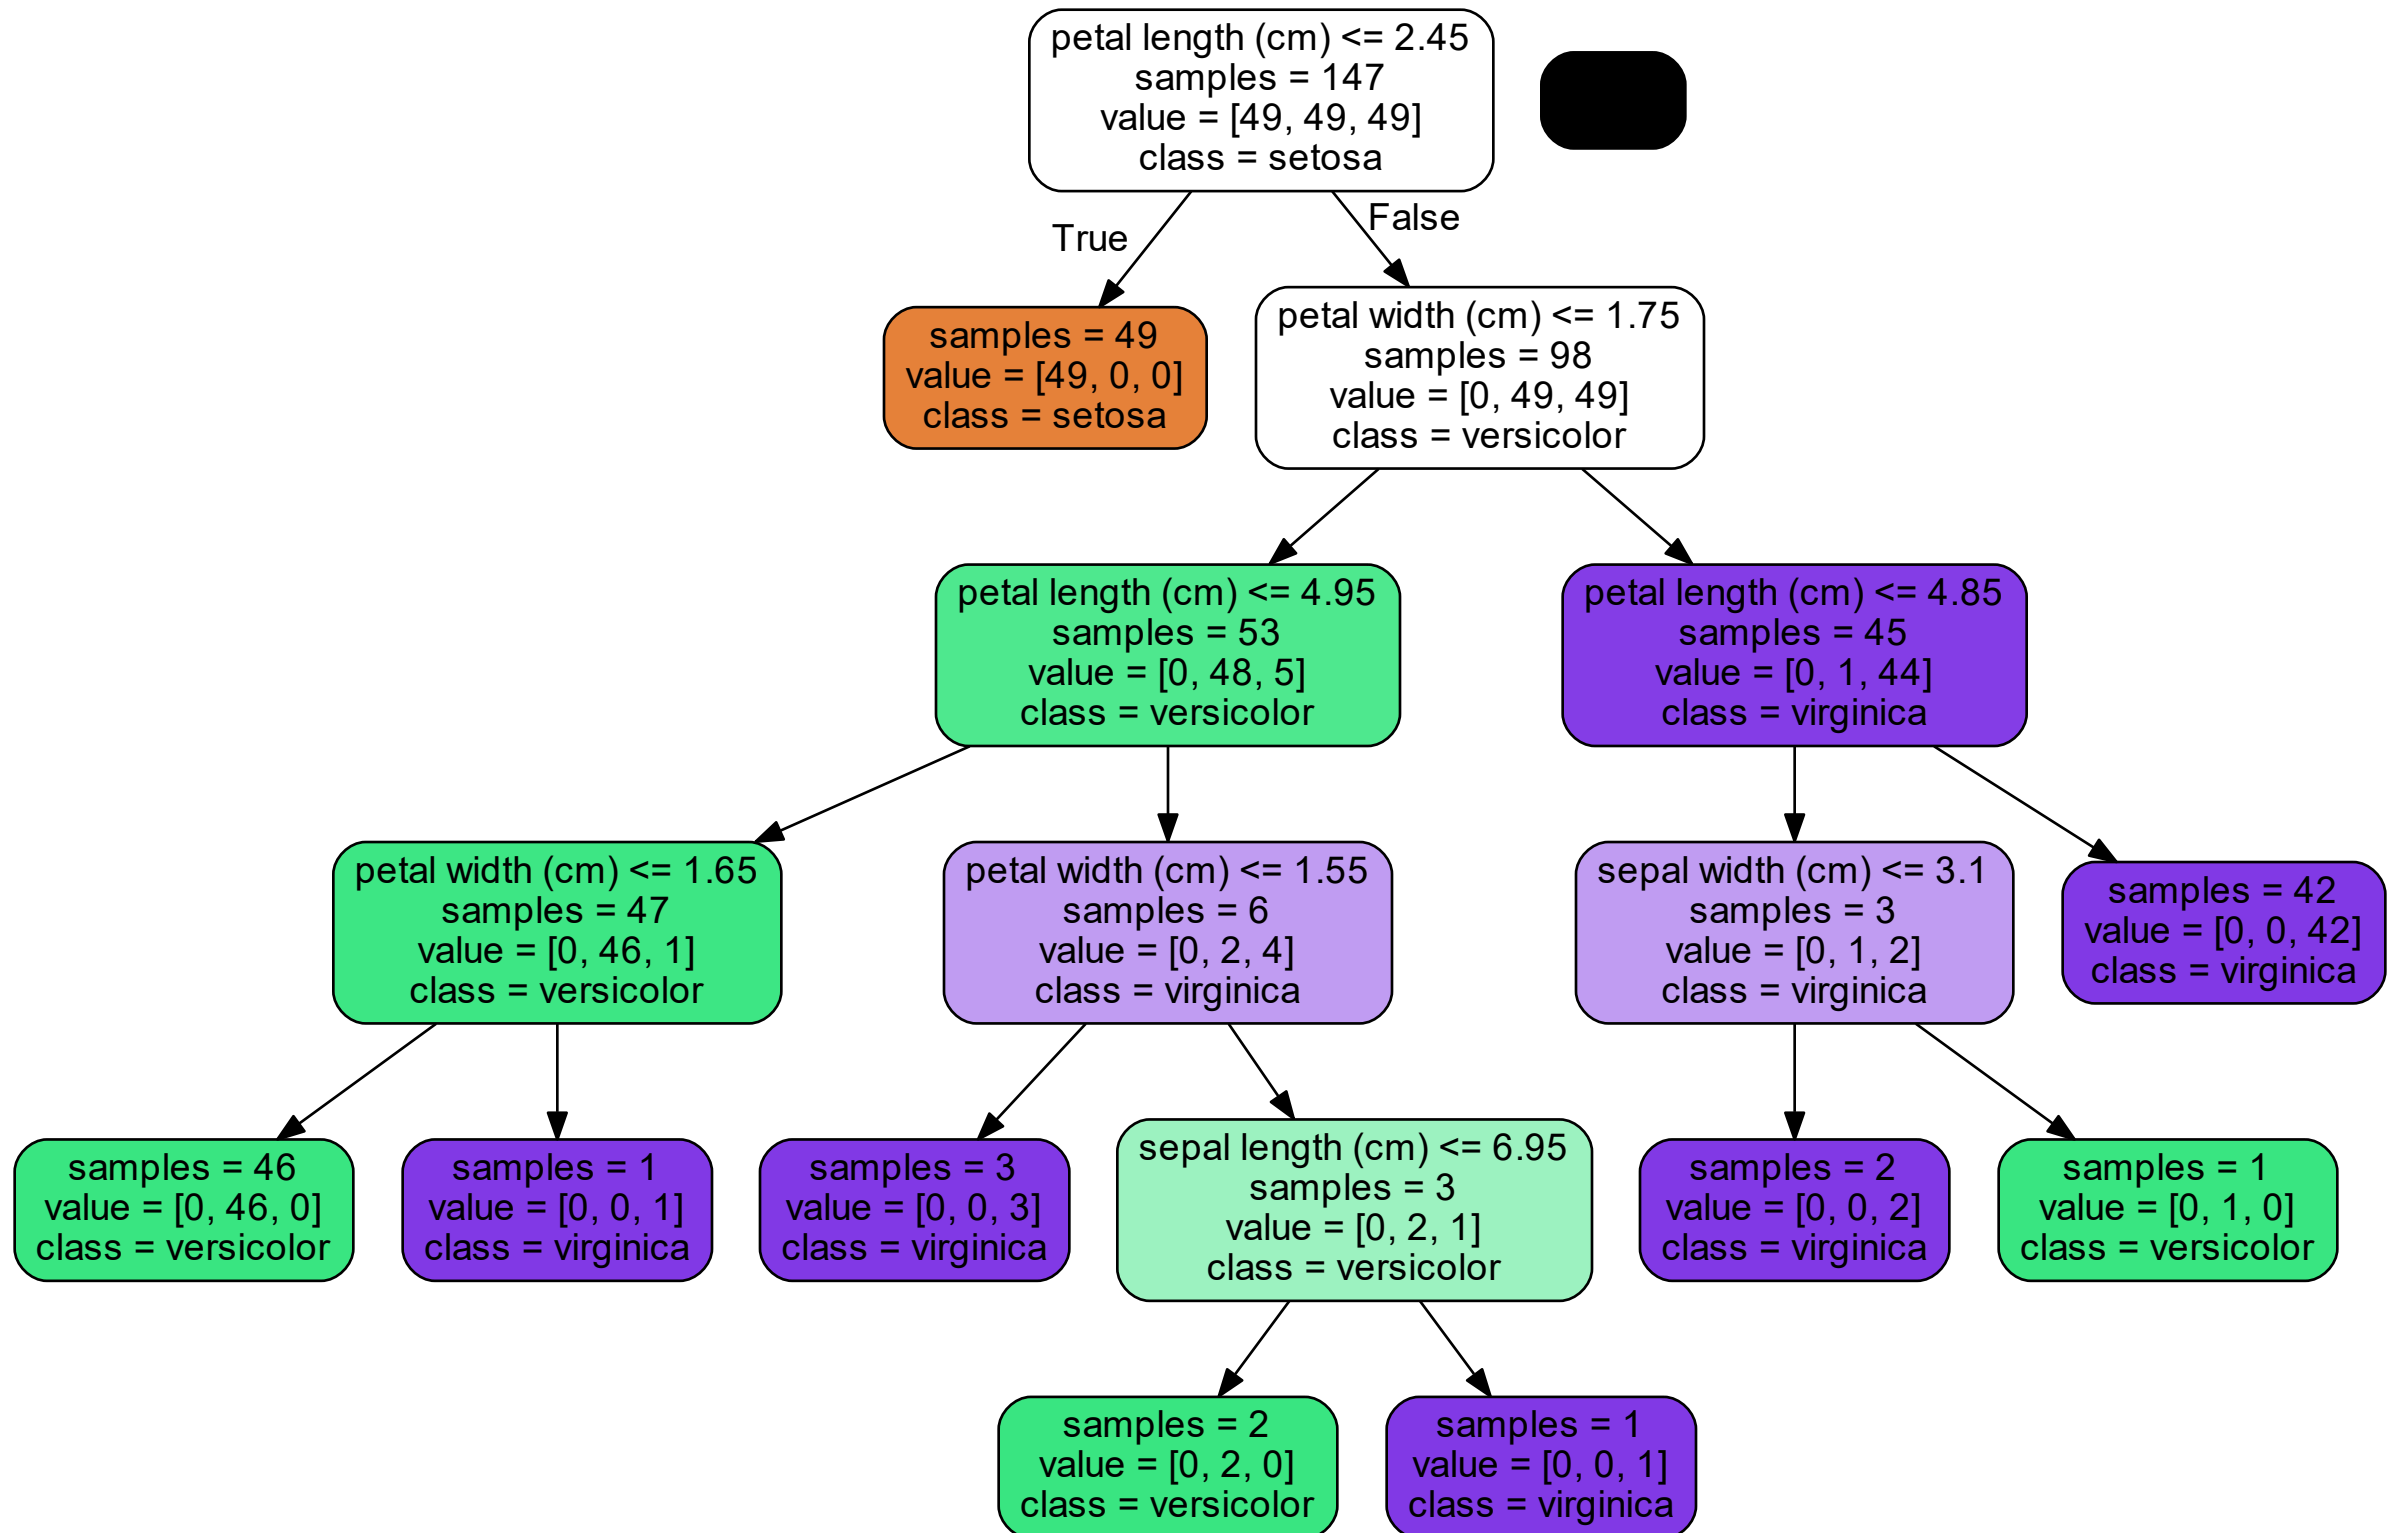 petal length (cm) <= 2.45
samples = 147
value = [49, 49, 49]
class = setosa
True
False
samples = 49
value = [49, 0, 0]
class = setosa
petal width (cm) <= 1.75
samples = 98
value = [0, 49, 49]
class = versicolor
petal length (cm) <= 4.95
samples = 53
value = [0, 48, 5]
class = versicolor
petal length (cm) <= 4.85
samples = 45
value = [0, 1, 44]
class = virginica
petal width (cm) <= 1.65
samples = 47
value = [0, 46, 1]
class = versicolor
petal width (cm) <= 1.55
samples = 6
value = [0, 2, 4]
class = virginica
sepal width (cm) <= 3.1
samples = 3
value = [0, 1, 2]
class = virginica
samples = 42
value = [0, 0, 42]
class = virginica
samples = 46
value = [0, 46, 0]
class = versicolor
samples = 1
value = [0, 0, 1]
class = virginica
samples = 3
value = [0, 0, 3]
class = virginica
sepal length (cm) <= 6.95
samples = 3
value = [0, 2, 1]
class = versicolor
samples = 2
value = [0, 0, 2]
class = virginica
samples = 1
value = [0, 1, 0]
class = versicolor
samples = 2
value = [0, 2, 0]
class = versicolor
samples = 1
value = [0, 0, 1]
class = virginica